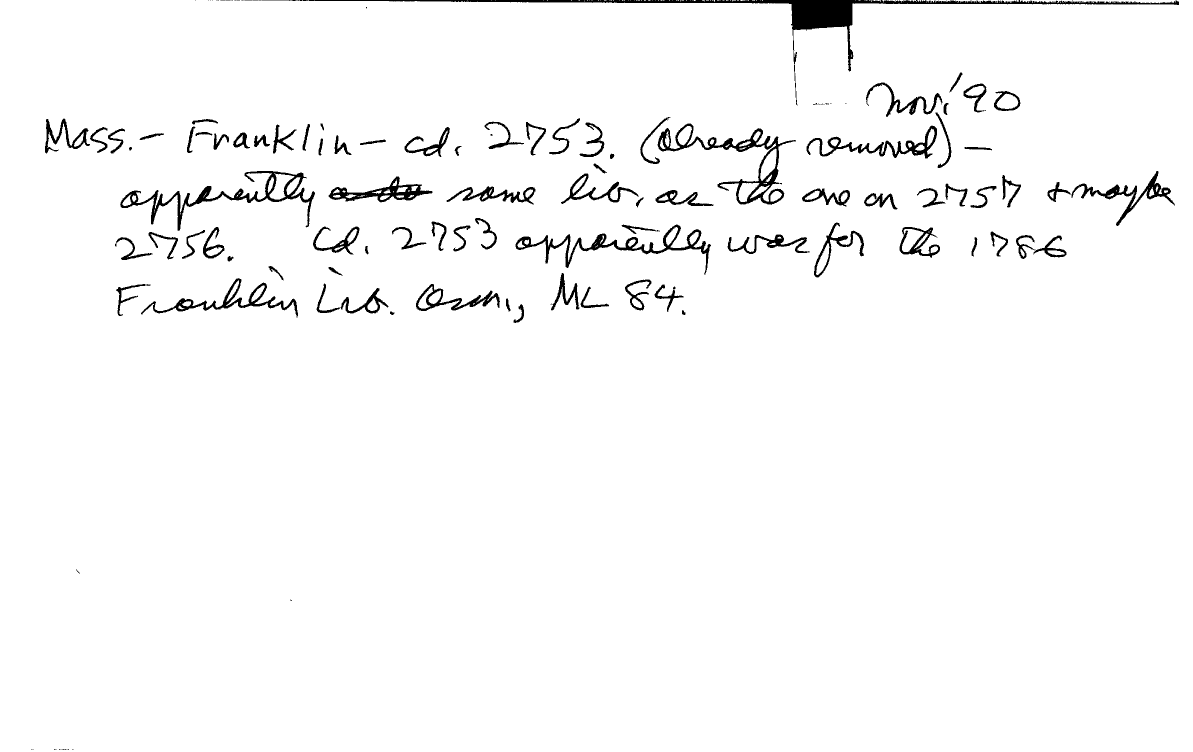 Nov. '90
Mass. - Franklin - cd. 2753. (already removed) -
apparently same lib. as the one on 2757 + maybe
2756. Cd. 2753 apparently was for the 1786
Franklin Lib. Assn., ML 84.